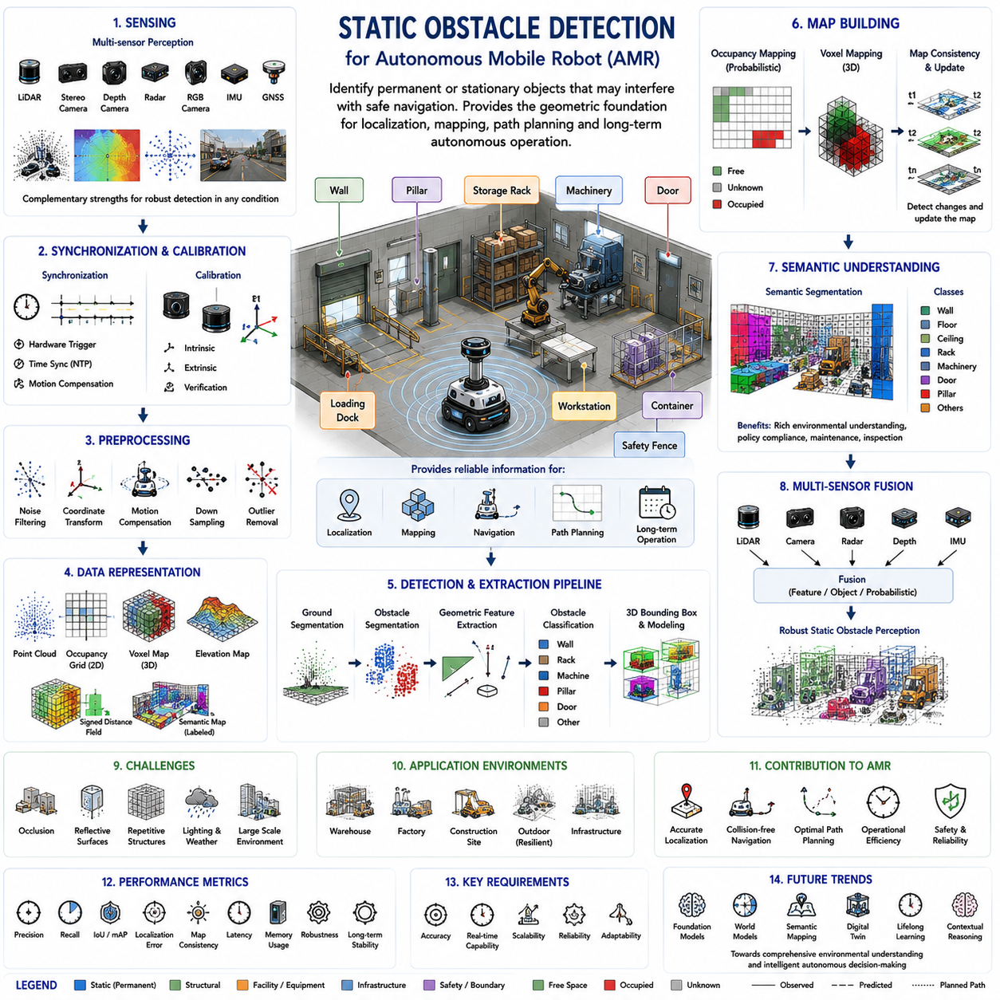 STATIC OBSTACLE DETECTION
for Autonomous Mobile Robot (AMR)
Identify permanent or stationary objects that may interfere
with safe navigation. Provides the geometric foundation
for localization, mapping, path planning and long-term
autonomous operation.
1. SENSING
Multi-sensor Perception
LiDAR
Stereo
Camera
Depth
Camera
Radar
RGB
Camera
IMU
GNSS
Complementary strengths for robust detection in any condition
2. SYNCHRONIZATION & CALIBRATION
Synchronization
Hardware Trigger
Time Sync (NTP)
Motion Compensation
Calibration
Intrinsic
Extrinsic
Verification
3. PREPROCESSING
Noise
Filtering
Coordinate
Transform
Motion
Compensation
Down
Sampling
Outlier
Removal
4. DATA REPRESENTATION
Point Cloud
Occupancy
Grid (2D)
Voxel Map
(3D)
Elevation Map
Signed Distance
Field
Semantic Map
(Labeled)
Wall
Pillar
Storage Rack
Machinery
Door
Loading
Dock
Workstation
Container
Safety Fence
Provides reliable information for:
Localization
Mapping
Navigation
Path Planning
Long-term
Operation
5. DETECTION & EXTRACTION PIPELINE
Ground
Segmentation
Obstacle
Segmentation
Geometric Feature
Extraction
Obstacle
Classification
Wall
Rack
Machine
Pillar
Door
Other
3D Bounding Box
& Modeling
6. MAP BUILDING
Occupancy Mapping
(Probabilistic)
Free
Unknown
Occupied
Voxel Mapping
(3D)
Map Consistency
& Update
t1
t2
t2
t2
tn
tn
Detect changes and
update the map
7. SEMANTIC UNDERSTANDING
Semantic Segmentation
Classes
Wall
Floor
Ceiling
Rack
Machinery
Door
Pillar
Others
Benefits: Rich environmental understanding,
policy compliance, maintenance, inspection
8. MULTI-SENSOR FUSION
LiDAR
Camera
Radar
Depth
IMU
Fusion
(Feature / Object / Probabilistic)
Robust Static Obstacle Perception
9. CHALLENGES
Occlusion
Reflective
Surfaces
Repetitive
Structures
Lighting &
Weather
Large Scale
Environment
10. APPLICATION ENVIRONMENTS
Warehouse
Factory
Construction
Site
Outdoor
(Resilient)
Infrastructure
11. CONTRIBUTION TO AMR
Accurate
Localization
Collision-free
Navigation
Optimal Path
Planning
Operational
Efficiency
Safety &
Reliability
12. PERFORMANCE METRICS
Precision
Recall
IoU / mAP
Localization
Error
Map
Consistency
Latency
Memory
Usage
Robustness
Long-term
Stability
13. KEY REQUIREMENTS
Accuracy
Real-time
Capability
Scalability
Reliability
Adaptability
14. FUTURE TRENDS
Foundation
Models
World
Models
Semantic
Mapping
Digital
Twin
Lifelong
Learning
Contextual
Reasoning
Towards comprehensive environmental understanding
and intelligent autonomous decision-making
LEGEND
Static (Permanent)
Structural
Facility / Equipment
Infrastructure
Safety / Boundary
Free Space
Occupied
Unknown
Observed
Predicted
Planned Path